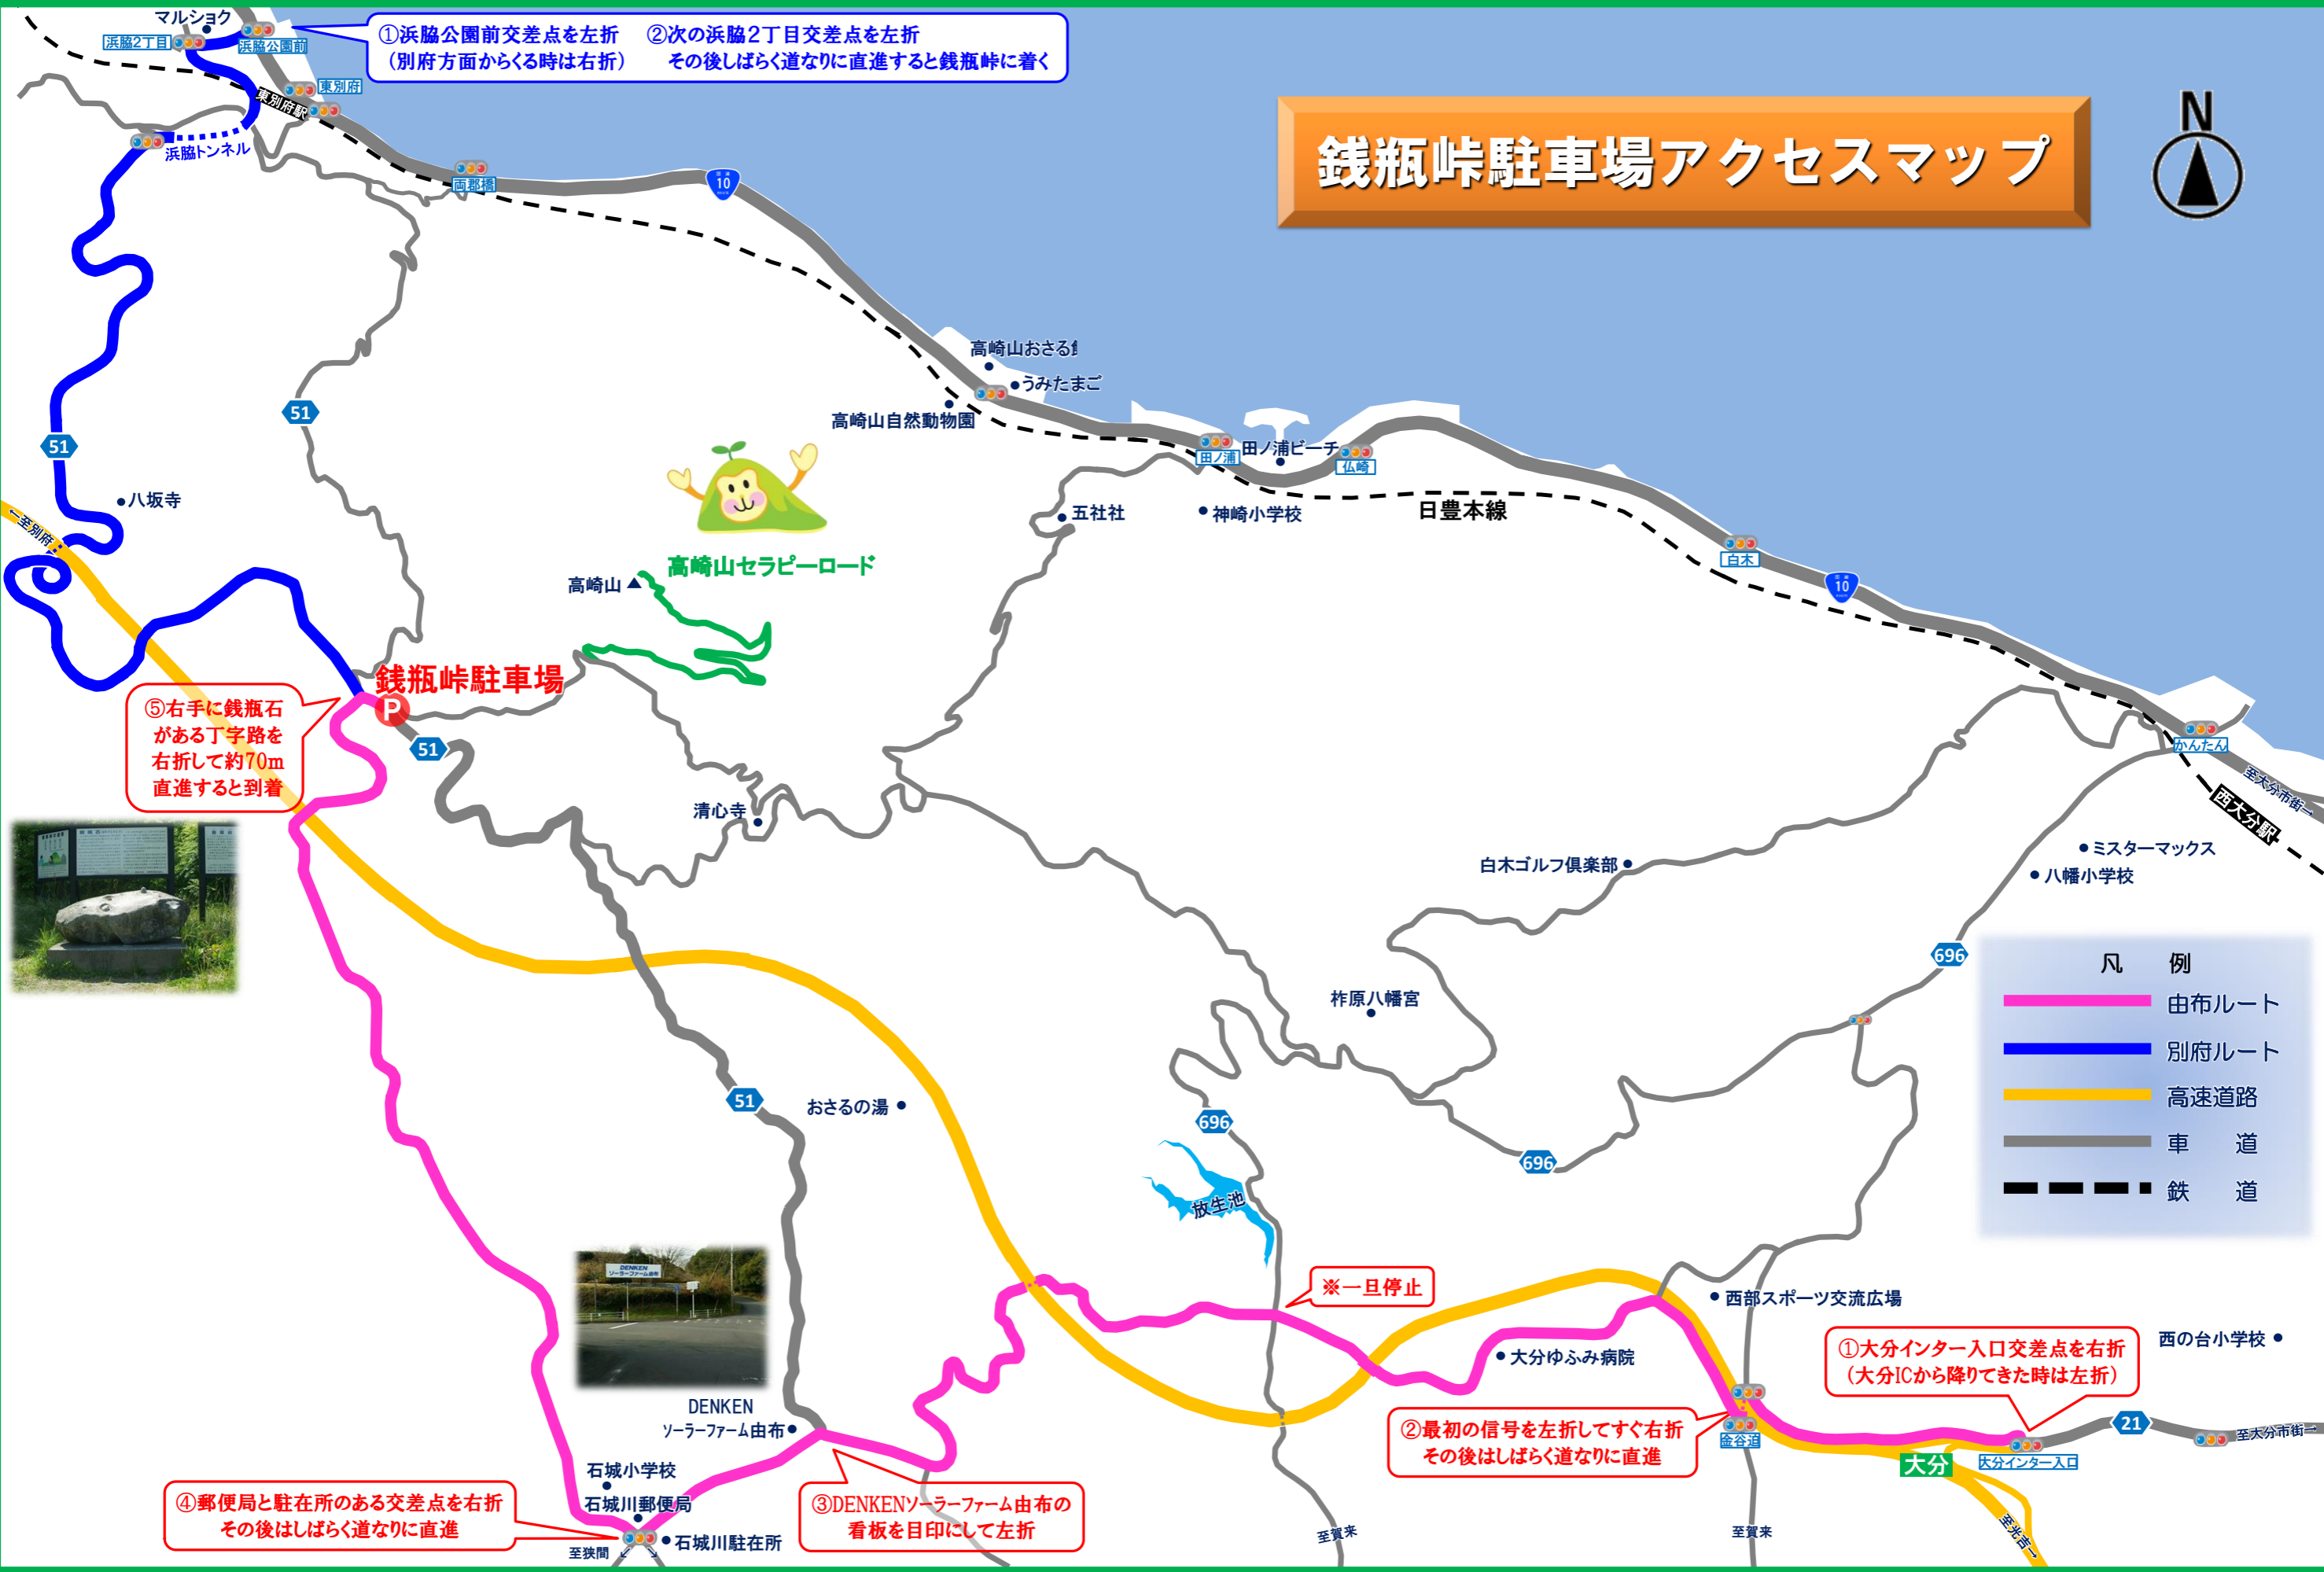 銭瓶峠駐車場アクセスマップ
N
マルショク
浜脇2丁目
浜脇公園前
①浜脇公園前交差点を左折
(別府方面からくる時は右折)
②次の浜脇2丁目交差点を左折
その後しばらく道なりに直進すると銭瓶峠に着く
東別府
東別府駅
浜脇トンネル
両郡橋
10
高崎山おさる
うみたまご
高崎山自然動物園
51
51
田ノ浦
田ノ浦ビーチ
仏崎
八坂寺
五社社
神崎小学校
日豊本線
←至別府
白木
10
高崎山セラピーロード
高崎山
銭瓶峠駐車場
P
51
⑤右手に銭瓶石
がある丁字路を
右折して約70m
直進すると到着
かんたん
至大分市街→
西大分駅
清心寺
ミスターマックス
八幡小学校
白木ゴルフ倶楽部
696
柞原八幡宮
凡 例
由布ルート
別府ルート
高速道路
車 道
鉄 道
51
おさるの湯
696
696
放生池
DENKEN
ソーラーファーム由布
※一旦停止
西部スポーツ交流広場
西の台小学校
①大分インター入口交差点を右折
(大分ICから降りてきた時は左折)
大分ゆふみ病院
DENKEN
ソーラーファーム由布
②最初の信号を左折してすぐ右折
その後はしばらく道なりに直進
金谷迫
21
至大分市街→
大分インター入口
大分
石城小学校
石城川郵便局
石城川駐在所
④郵便局と駐在所のある交差点を右折
その後はしばらく道なりに直進
③DENKENソーラーファーム由布の
看板を目印にして左折
至狭間
至賀来
至賀来
至光吉→